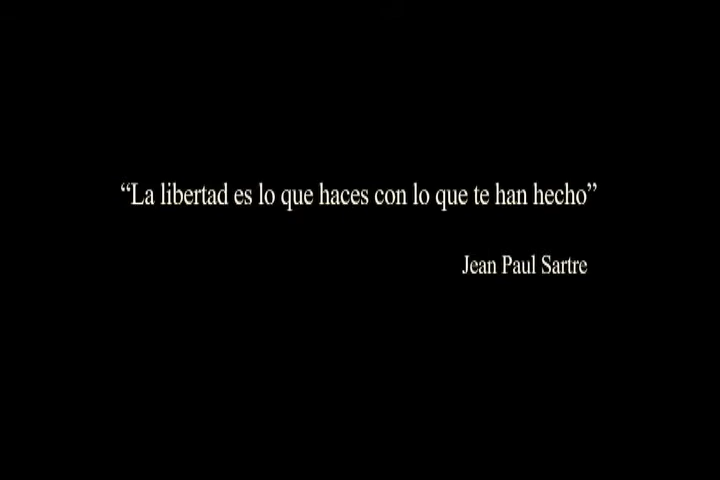 “La libertad es lo que haces con lo que te han hecho”
Jean Paul Sartre